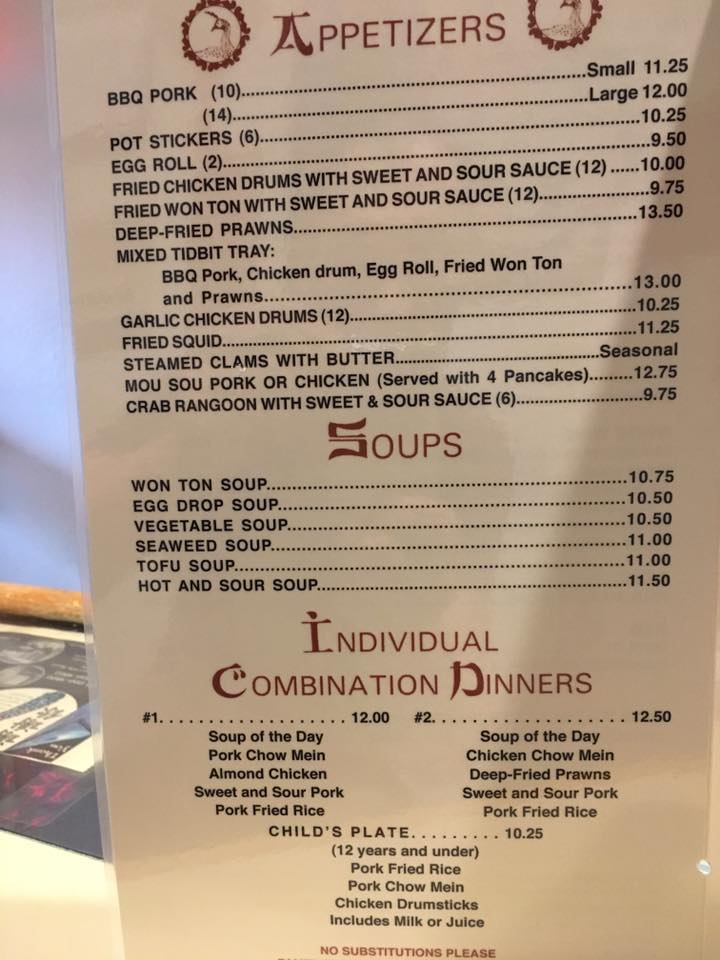 APPETIZERS
BBQ PORK (10)...Small 11.25
(14)...Large 12.00
POT STICKERS (6)...10.25
EGG ROLL (2)...9.50
FRIED CHICKEN DRUMS WITH SWEET AND SOUR SAUCE (12) ......10.00
FRIED WON TON WITH SWEET AND SOUR SAUCE (12)...9.75
DEEP-FRIED PRAWNS...13.50
MIXED TIDBIT TRAY:
BBQ Pork, Chicken drum, Egg Roll, Fried Won Ton
and Prawns...13.00
GARLIC CHICKEN DRUMS (12)...10.25
FRIED SQUID...11.25
STEAMED CLAMS WITH BUTTER...Seasonal
MOU SOU PORK OR CHICKEN (Served with 4 Pancakes).........12.75
CRAB RANGOON WITH SWEET & SOUR SAUCE (6)...9.75
SOUPS
WON TON SOUP...10.75
EGG DROP SOUP...10.50
VEGETABLE SOUP...10.50
SEAWEED SOUP...11.00
TOFU SOUP...11.00
HOT AND SOUR SOUP...11.50
INDIVIDUAL
COMBINATION DINNERS
#1. . . . . . . . . . . . . . . . . . 12.00
Soup of the Day
Pork Chow Mein
Almond Chicken
Sweet and Sour Pork
Pork Fried Rice
#2. . . . . . . . . . . . . . . . . . 12.50
Soup of the Day
Chicken Chow Mein
Deep-Fried Prawns
Sweet and Sour Pork
Pork Fried Rice
CHILD'S PLATE. . . . . . . . . 10.25
(12 years and under)
Pork Fried Rice
Pork Chow Mein
Chicken Drumsticks
Includes Milk or Juice
NO SUBSTITUTIONS PLEASE